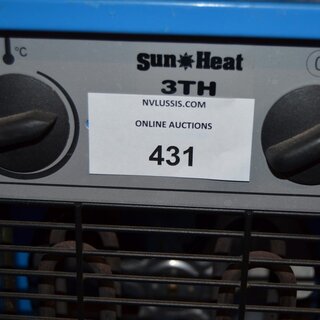 °C
Sun Heat
3TH
NVLUSSIS.COM
ONLINE AUCTIONS
431